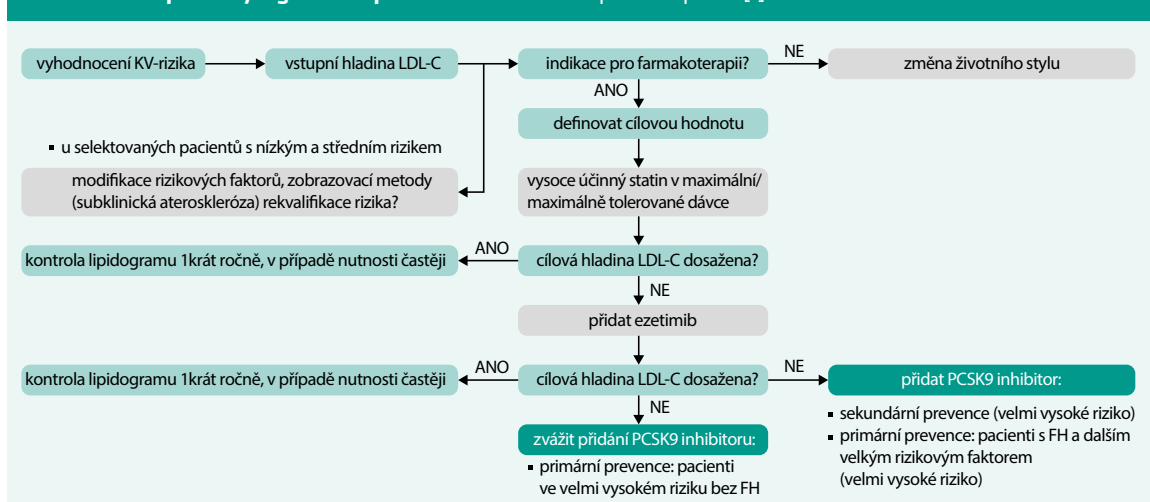 vyhodnocení KV-rizika
vstupní hladina LDL-C
indikace pro farmakoterapii?
NE
změna životního stylu
ANO
definovat cílovou hodnotu
▪ u selektovaných pacientů s nízkým a středním rizikem
modifikace rizikových faktorů, zobrazovací metody
(subklinická ateroskleróza) rekvalifikace rizika?
vysoce účinný statin v maximální/
maximálně tolerované dávce
kontrola lipidogramu 1krát ročně, v případě nutnosti častěji
ANO
cílová hladina LDL-C dosažena?
NE
přidat ezetimib
kontrola lipidogramu 1krát ročně, v případě nutnosti častěji
ANO
cílová hladina LDL-C dosažena?
NE
přidat PCSK9 inhibitor:
▪ sekundární prevence (velmi vysoké riziko)
▪ primární prevence: pacienti s FH a dalším
velkým rizikovým faktorem
(velmi vysoké riziko)
NE
zvážit přidání PCSK9 inhibitoru:
▪ primární prevence: pacienti
ve velmi vysokém riziku bez FH